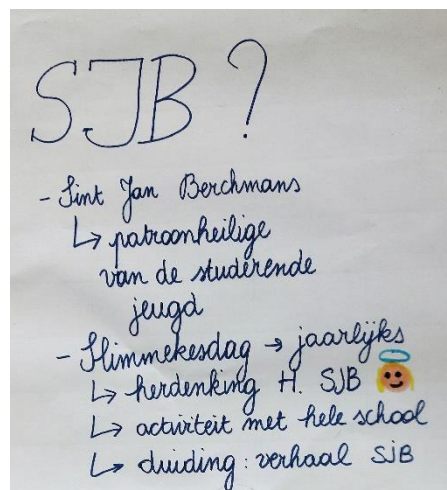 SJB ?
- Sint Jan Berchmans
↳ patroonheilige
van de studerende
jeugd
- Slimmekesdag → jaarlijks
↳ herdenking H. SJB
↳ activiteit met hele school
↳ duiding : verhaal SJB